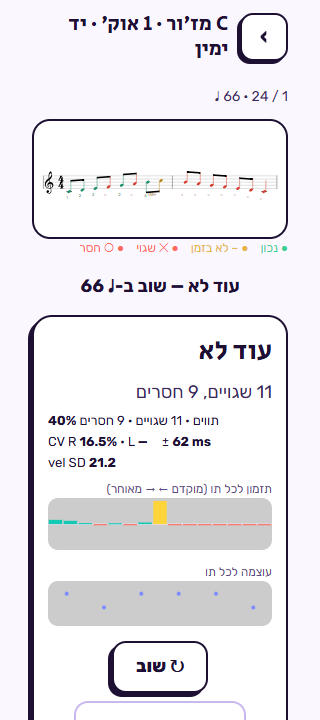 C מז׳ור · 1 אוק׳ · יד
ימין
♩ 66 · 24 / 1
● נכון ● ~ לא בזמן ● ✕ שגוי ● ○ חסר
עוד לא — שוב ב-♩ 66
עוד לא
11 שגויים, 9 חסרים
40% תווים · 11 שגויים · 9 חסרים
CV R 16.5% · L — ± 62 ms
vel SD 21.2
תזמון לכל תו (מוקדם ← → מאוחר)
עוצמה לכל תו
↻ שוב